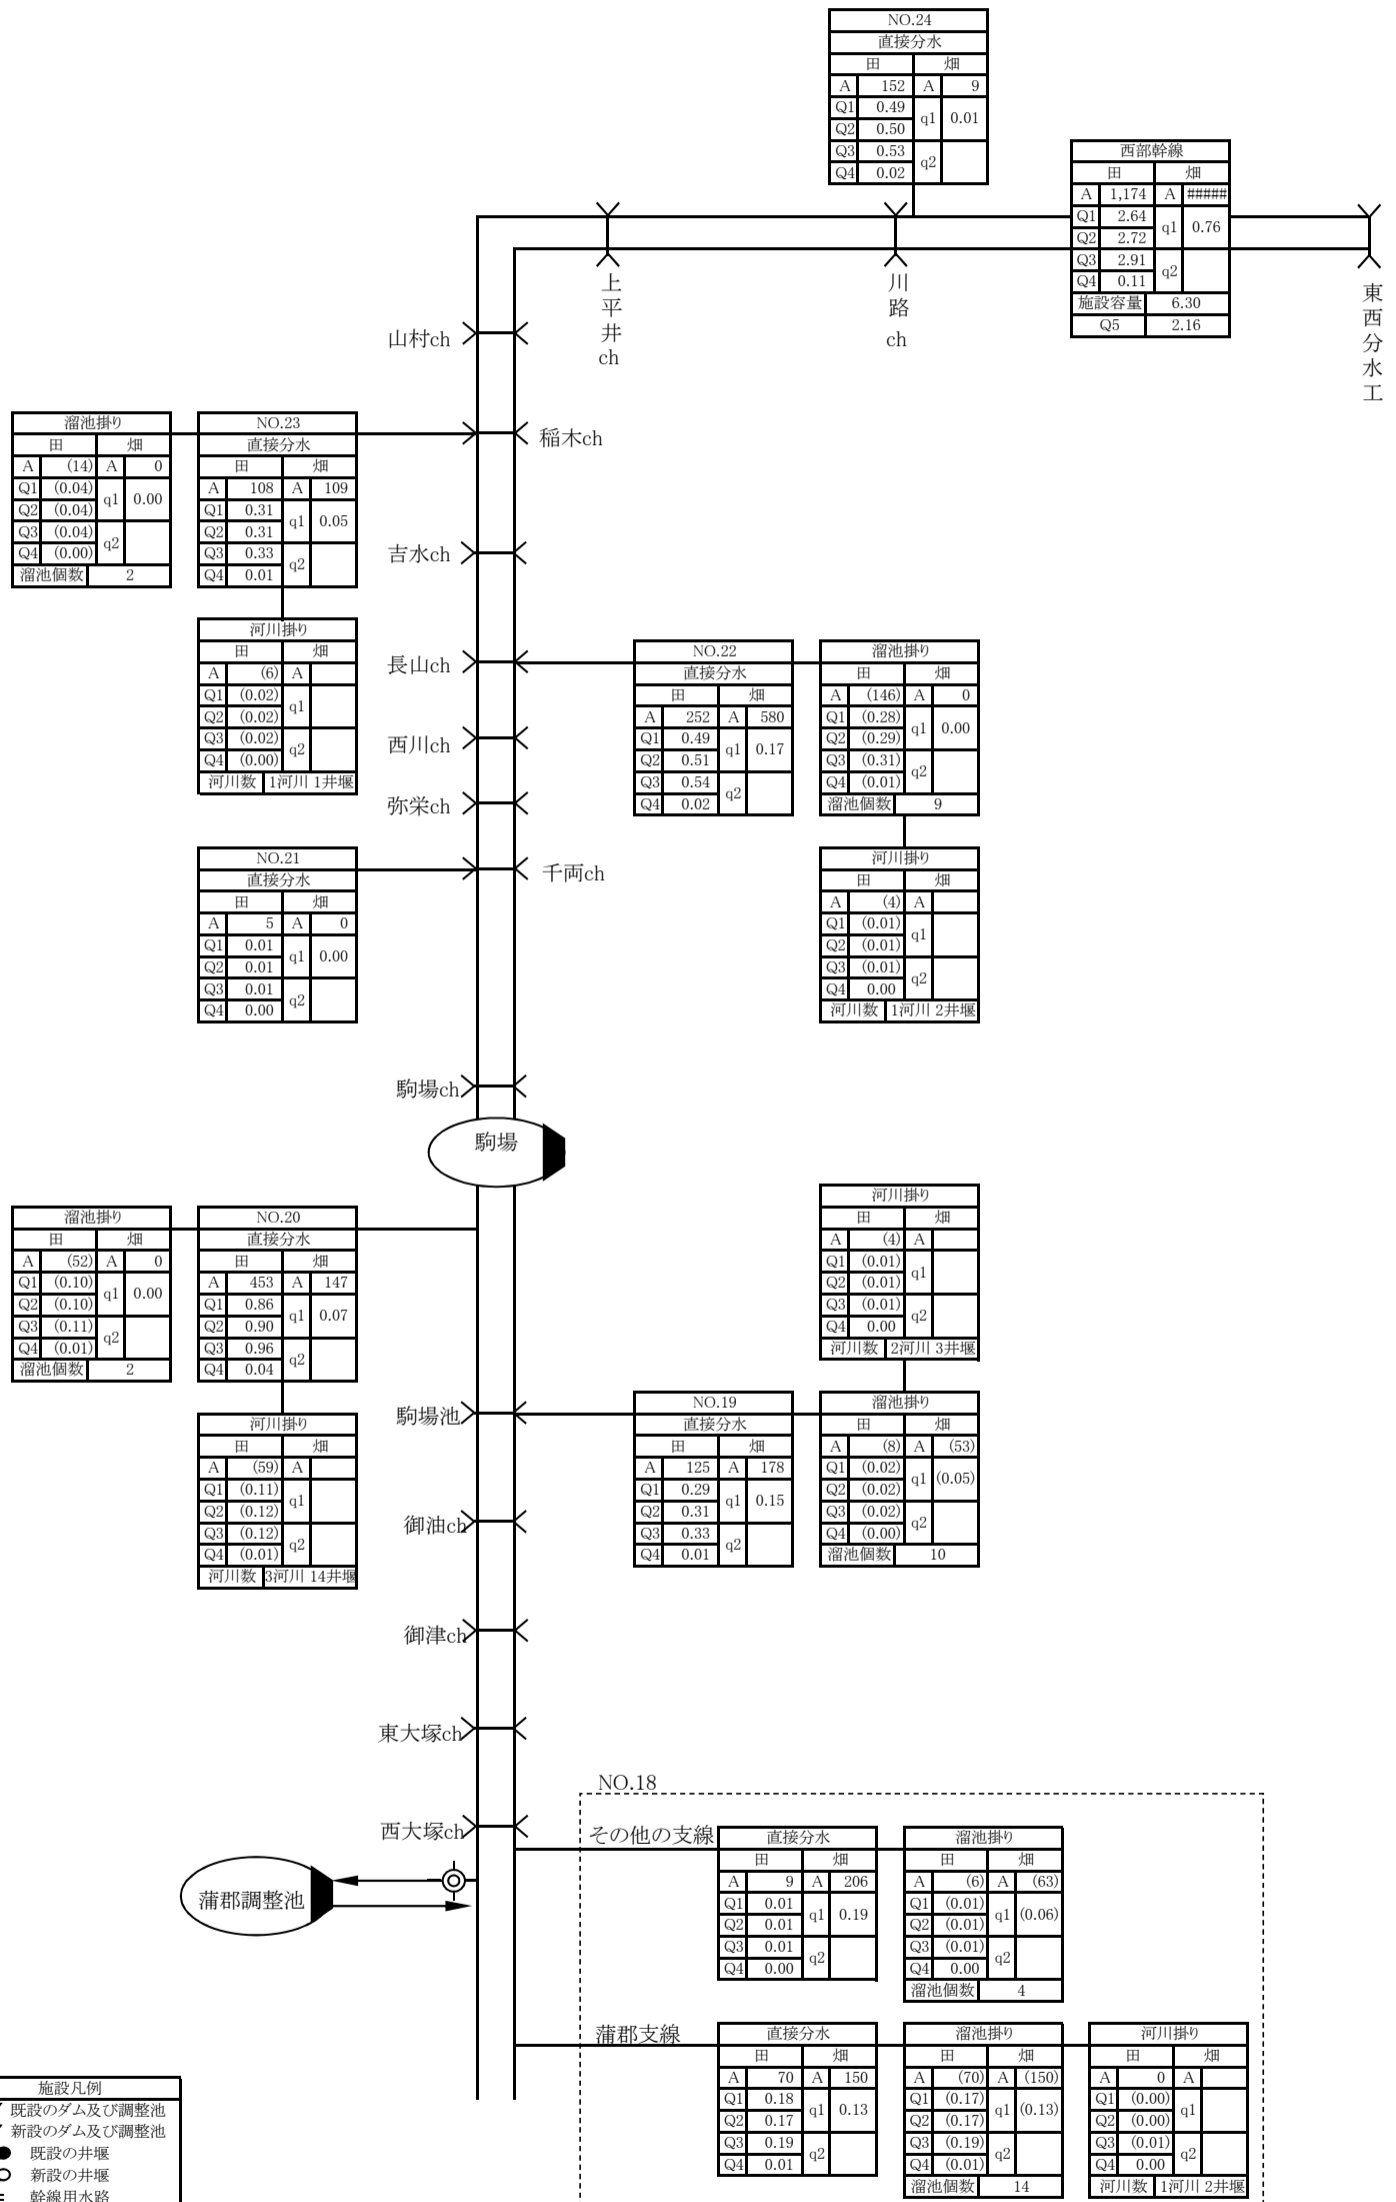 NO.24
直接分水
田 畑
A 152 A 9
Q1 0.49 q1 0.01
Q2 0.50
Q3 0.53 q2
Q4 0.02
西部幹線
田 畑
A 1,174 A #####
Q1 2.64 q1 0.76
Q2 2.72
Q3 2.91 q2
Q4 0.11
施設容量 6.30
Q5 2.16
上平井ch
川路ch
東西分水工
山村ch
稲木ch
溜池掛り
田 畑
A (14) A 0
Q1 (0.04) q1 0.00
Q2 (0.04)
Q3 (0.04) q2
Q4 (0.00)
溜池個数 2
NO.23
直接分水
田 畑
A 108 A 109
Q1 0.31 q1 0.05
Q2 0.31
Q3 0.33 q2
Q4 0.01
吉水ch
河川掛り
田 畑
A (6) A
Q1 (0.02) q1
Q2 (0.02)
Q3 (0.02) q2
Q4 (0.00)
河川数 1河川 1井堰
長山ch
NO.22
直接分水
田 畑
A 252 A 580
Q1 0.49 q1 0.17
Q2 0.51
Q3 0.54 q2
Q4 0.02
溜池掛り
田 畑
A (146) A 0
Q1 (0.28) q1 0.00
Q2 (0.29)
Q3 (0.31) q2
Q4 (0.01)
溜池個数 9
西川ch
弥栄ch
千両ch
NO.21
直接分水
田 畑
A 5 A 0
Q1 0.01 q1 0.00
Q2 0.01
Q3 0.01 q2
Q4 0.00
河川掛り
田 畑
A (4) A
Q1 (0.01) q1
Q2 (0.01)
Q3 (0.01) q2
Q4 0.00
河川数 1河川 2井堰
駒場ch
駒場
溜池掛り
田 畑
A (52) A 0
Q1 (0.10) q1 0.00
Q2 (0.10)
Q3 (0.11) q2
Q4 (0.01)
溜池個数 2
NO.20
直接分水
田 畑
A 453 A 147
Q1 0.86 q1 0.07
Q2 0.90
Q3 0.96 q2
Q4 0.04
河川掛り
田 畑
A (4) A
Q1 (0.01) q1
Q2 (0.01)
Q3 (0.01) q2
Q4 0.00
河川数 2河川 3井堰
駒場池
河川掛り
田 畑
A (59) A
Q1 (0.11) q1
Q2 (0.12)
Q3 (0.12) q2
Q4 (0.01)
河川数 3河川 14井堰
NO.19
直接分水
田 畑
A 125 A 178
Q1 0.29 q1 0.15
Q2 0.31
Q3 0.33 q2
Q4 0.01
溜池掛り
田 畑
A (8) A (53)
Q1 (0.02) q1 (0.05)
Q2 (0.02)
Q3 (0.02) q2
Q4 (0.00)
溜池個数 10
御油ch
御津ch
東大塚ch
西大塚ch
蒲郡調整池
NO.18
その他の支線
直接分水
田 畑
A 9 A 206
Q1 0.01 q1 0.19
Q2 0.01
Q3 0.01 q2
Q4 0.00
溜池掛り
田 畑
A (6) A (63)
Q1 (0.01) q1 (0.06)
Q2 (0.01)
Q3 (0.01) q2
Q4 0.00
溜池個数 4
蒲郡支線
直接分水
田 畑
A 70 A 150
Q1 0.18 q1 0.13
Q2 0.17
Q3 0.19 q2
Q4 0.01
溜池掛り
田 畑
A (70) A (150)
Q1 (0.17) q1 (0.13)
Q2 (0.17)
Q3 (0.19) q2
Q4 (0.01)
溜池個数 14
河川掛り
田 畑
A 0 A
Q1 (0.00) q1
Q2 (0.00)
Q3 (0.01) q2
Q4 0.00
河川数 1河川 2井堰
施設凡例
既設のダム及び調整池
新設のダム及び調整池
既設の井堰
新設の井堰
幹線用水路